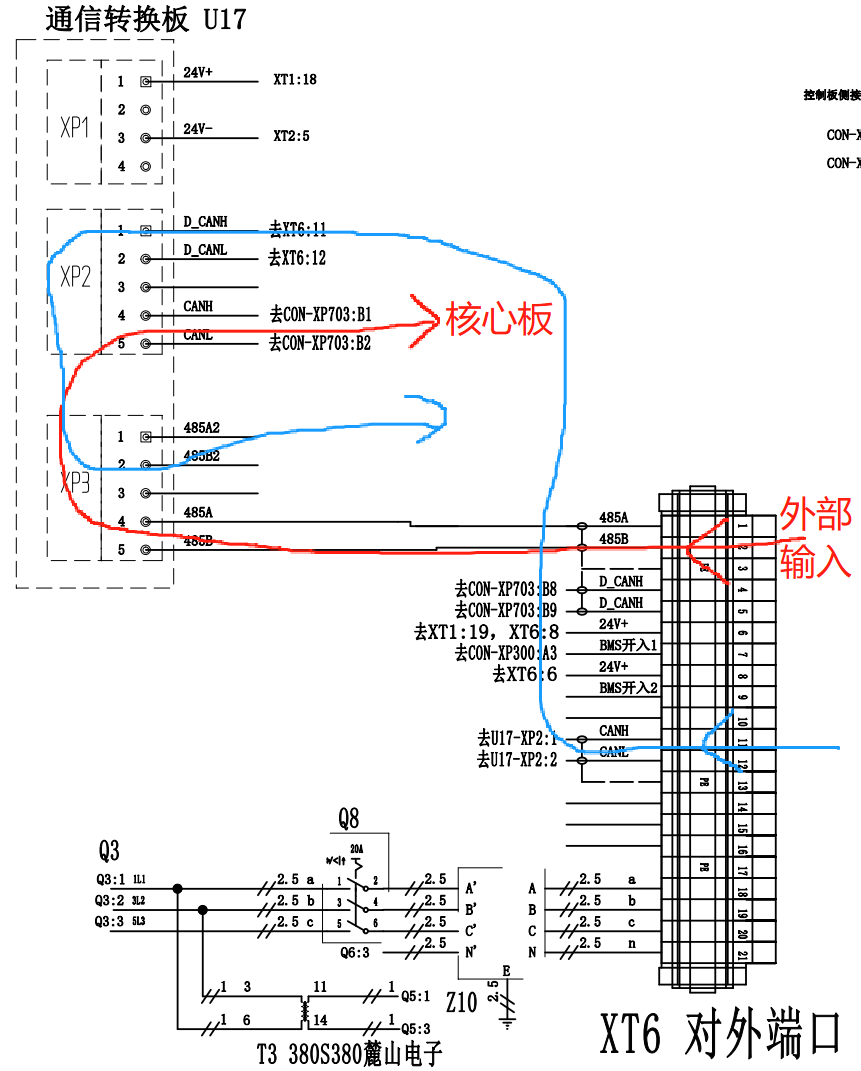 通信转换板 U17
控制板侧接
CON-X
CON-X
XP1
1 24V+ XT1:18
2
3 24V- XT2:5
4
XP2
1 D_CANH 去XT6:11
2 D_CANL 去XT6:12
3
4 CANH 去CON-XP703:B1
5 CANL 去CON-XP703:B2
核心板
XP3
1 485A2
2 485B2
3
4 485A
5 485B
外部
输入
485A 1
485B 2
PE 3
去CON-XP703:B8 D_CANH 4
去CON-XP703:B9 D_CANH 5
去XT1:19, XT6:8 24V+ 6
去CON-XP300:A3 BMS开入1 7
去XT6:6 24V+ 8
BMS开入2 9
10
去U17-XP2:1 CANH 11
去U17-XP2:2 CANL 12
PE 13
14
15
16
PE 17
Q3 Q8
20A
Q3:1 1L1 2.5 a 1 2 2.5 A' A 2.5 a 18
Q3:2 3L2 2.5 b 3 4 2.5 B' B 2.5 b 19
Q3:3 5L3 2.5 c 5 6 2.5 C' C 2.5 c 20
Q6:3 2.5 N' N 2.5 n 21
E
2.5
Z10
1 3 11 1 Q5:1
1 6 14 1 Q5:3
T3 380S380麓山电子
XT6 对外端口